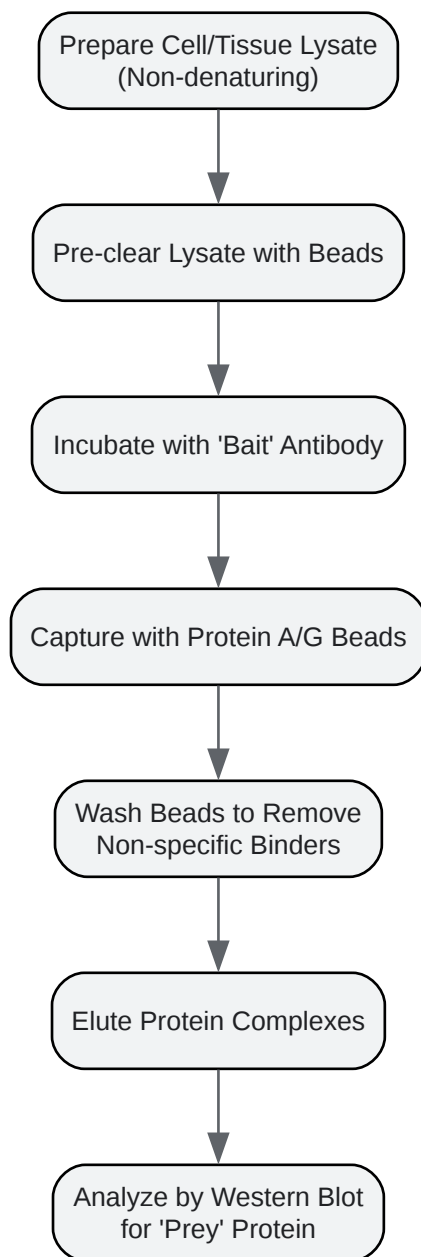 Prepare Cell/Tissue Lysate
(Non-denaturing)
Pre-clear Lysate with Beads
Incubate with 'Bait' Antibody
Capture with Protein A/G Beads
Wash Beads to Remove
Non-specific Binders
Elute Protein Complexes
Analyze by Western Blot
for 'Prey' Protein